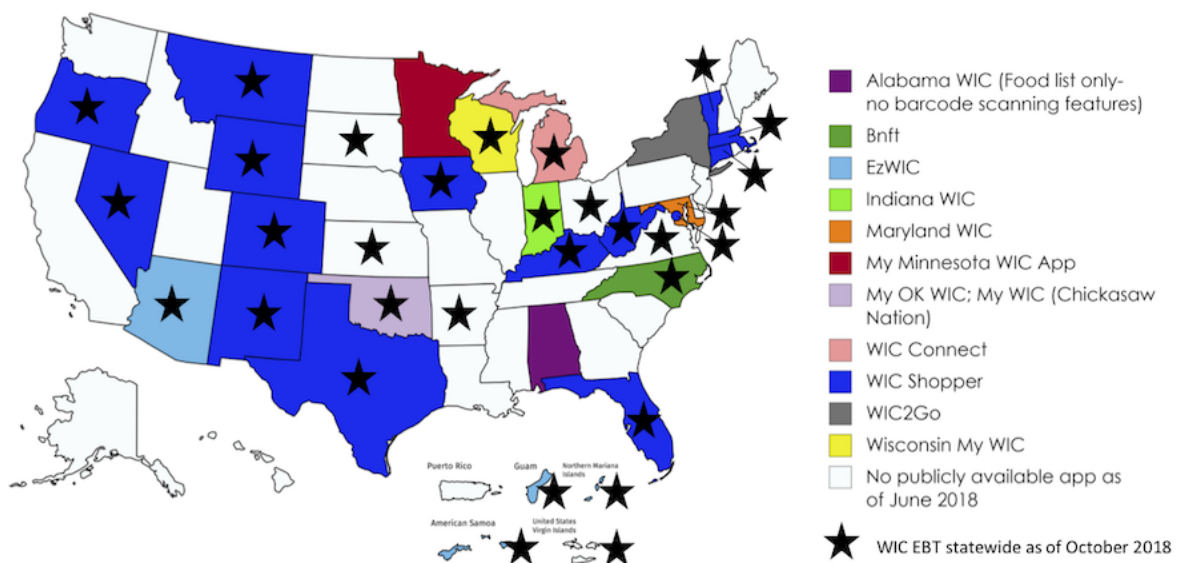 Alabama WIC (Food list only-
no barcode scanning features)
Bnft
EzWIC
Indiana WIC
Maryland WIC
My Minnesota WIC App
My OK WIC; My WIC (Chickasaw
Nation)
WIC Connect
WIC Shopper
WIC2Go
Wisconsin My WIC
No publicly available app as
of June 2018
WIC EBT statewide as of October 2018
Puerto Rico
Guam
Northern Mariana
Islands
American Samoa
United States
Virgin Islands